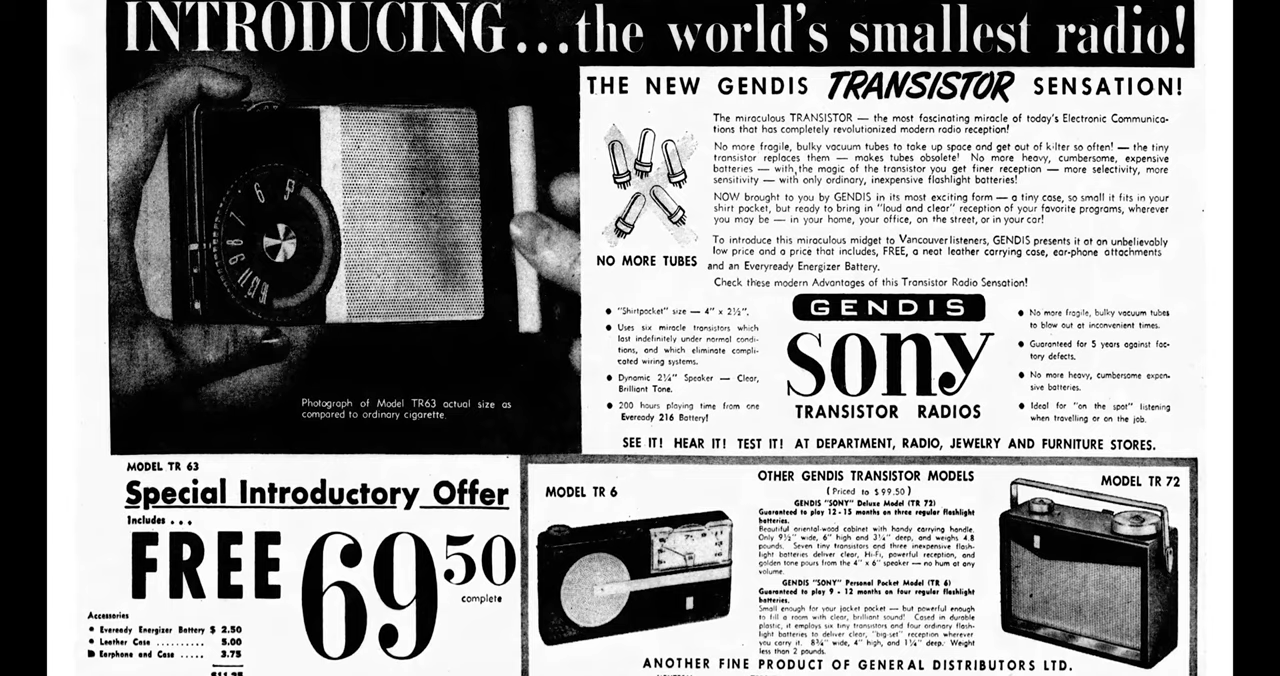 INTRODUCING...the world's smallest radio!
THE NEW GENDIS TRANSISTOR SENSATION!
The miraculous TRANSISTOR — the most fascinating miracle of today's Electronic Communica-
tions that has completely revolutionized modern radio reception!
No more fragile, bulky vacuum tubes to take up space and get out of kilter so often! — the tiny
transistor replaces them — makes tubes obsolete! No more heavy, cumbersome, expensive
batteries — with the magic of the transistor you get finer reception — more selectivity, more
sensitivity — with only ordinary, inexpensive flashlight batteries!
NOW brought to you by GENDIS in its most exciting form — a tiny case, so small it fits in your
shirt pocket, but ready to bring in "loud and clear" reception of your favorite programs, wherever
you may be — in your home, your office, on the street, or in your car!
To introduce this miraculous midget to Vancouver listeners, GENDIS presents it at an unbelievably
low price and a price that includes, FREE, a neat leather carrying case, ear-phone attachments
and an Everyready Energizer Battery.
Check these modern Advantages of this Transistor Radio Sensation!
NO MORE TUBES
• "Shirtpocket" size — 4" x 2½".
• Uses six miracle transistors which
last indefinitely under normal condi-
tions, and which eliminate compli-
cated wiring systems.
• Dynamic 2¼" Speaker — Clear,
Brilliant Tone.
• 200 hours playing time from one
Eveready 216 Battery!
GENDIS
SONY
TRANSISTOR RADIOS
• No more fragile, bulky vacuum tubes
to blow out at inconvenient times.
• Guaranteed for 5 years against fac-
tory defects.
• No more heavy, cumbersome expen-
sive batteries.
• Ideal for "on the spot" listening
when travelling or on the job.
SEE IT! HEAR IT! TEST IT! AT DEPARTMENT, RADIO, JEWELRY AND FURNITURE STORES.
Photograph of Model TR63 actual size as
compared to ordinary cigarette.
MODEL TR 63
Special Introductory Offer
Includes . . .
FREE
69 50
complete
Accessories
• Eveready Energizer Battery $ 2.50
• Leather Case .......... 5.00
• Earphone and Case ..... 3.75
MODEL TR 6
OTHER GENDIS TRANSISTOR MODELS
(Priced to $99.50)
GENDIS "SONY" Deluxe Model (TR 72)
Guaranteed to play 12 - 15 months on three regular flashlight
batteries.
Beautiful oriental-wood cabinet with handy carrying handle.
Only 9½" wide, 6" high and 3¼" deep, and weighs 4.8
pounds. Seven tiny transistors and three inexpensive flash-
light batteries deliver clear, Hi-Fi, powerful reception, and
golden tone pours from the 4" x 6" speaker — no hum at any
volume.
GENDIS "SONY" Personal Pocket Model (TR 6)
Guaranteed to play 9 - 12 months on four regular flashlight
batteries.
Small enough for your jacket pocket — but powerful enough
to fill a room with clear, brilliant sound! Cased in durable
plastic, it employs six tiny transistors and four ordinary flash-
light batteries to deliver clear, "big-set" reception wherever
you carry it. 8¾" wide, 4" high, and 1¼" deep. Weight
less than 2 pounds.
MODEL TR 72
ANOTHER FINE PRODUCT OF GENERAL DISTRIBUTORS LTD.